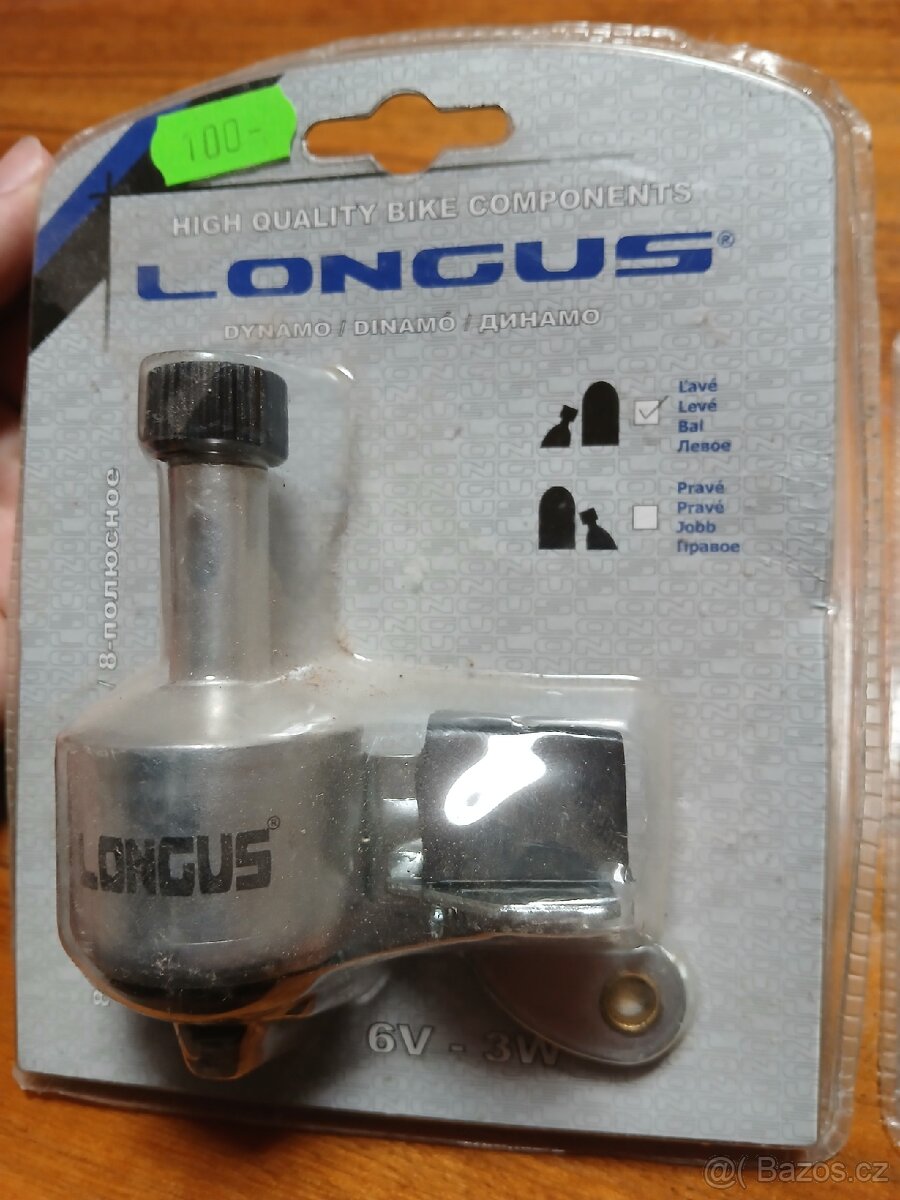 100-
HIGH QUALITY BIKE COMPONENTS
LONGUS®
DYNAMO / DINAMÓ / ДИНАМО
Ľavé
Levé
Bal
Левое
Pravé
Pravé
Jobb
Правое
/ 8-полюсное
LONGUS®
6V - 3W
@( Bazos.cz